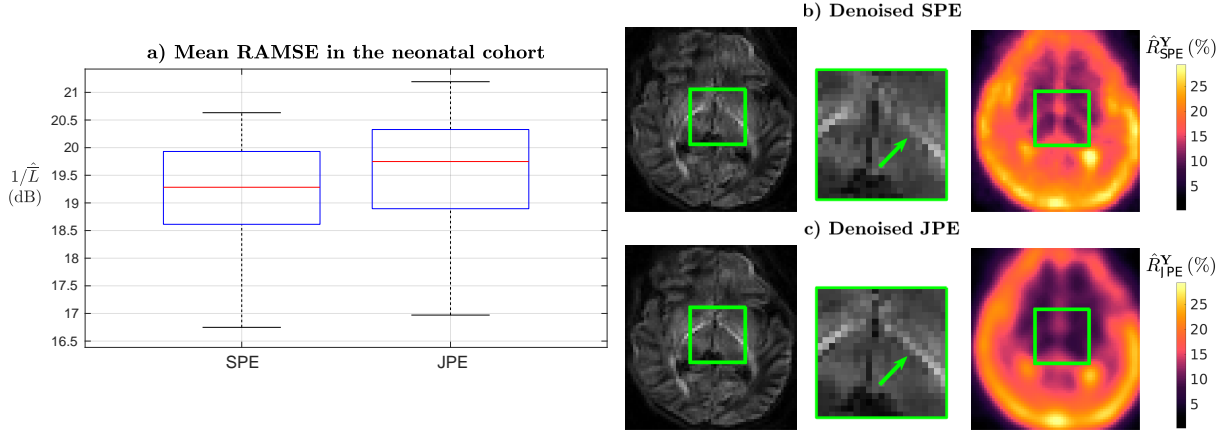 a) Mean RAMSE in the neonatal cohort
1/L̂̅
(dB)
21
20.5
20
19.5
19
18.5
18
17.5
17
16.5
SPE
JPE
b) Denoised SPE
R̂^Y_SPE (%)
25
20
15
10
5
c) Denoised JPE
R̂^Y_JPE (%)
25
20
15
10
5